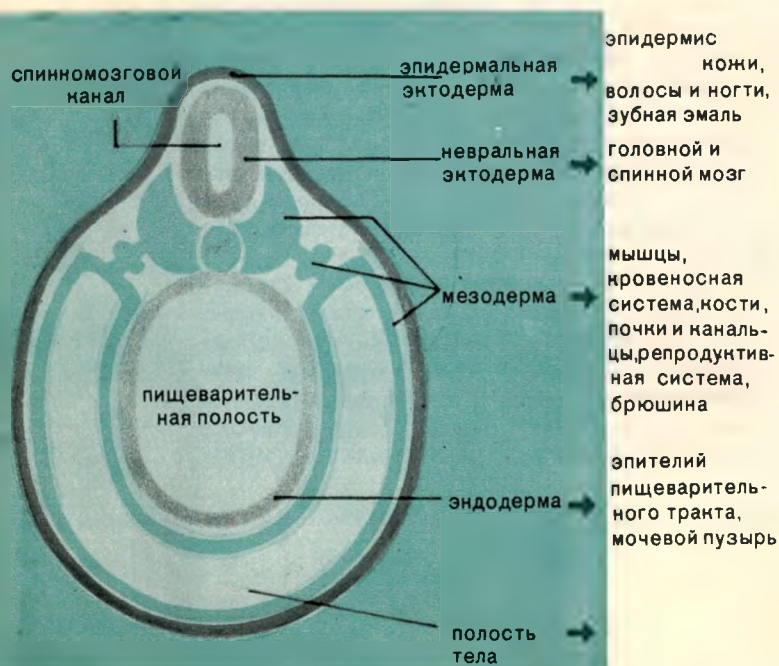 спинномозговой
канал
эпидермальная
эктодерма
эпидермис
кожи,
волосы и ногти,
зубная эмаль
невральная
эктодерма
головной и
спинной мозг
мезодерма
мышцы,
кровеносная
система,кости,
почки и каналь-
цы,репродуктив-
ная система,
брюшина
пищеваритель-
ная полость
эндодерма
эпителий
пищеваритель-
ного тракта,
мочевой пузырь
полость
тела